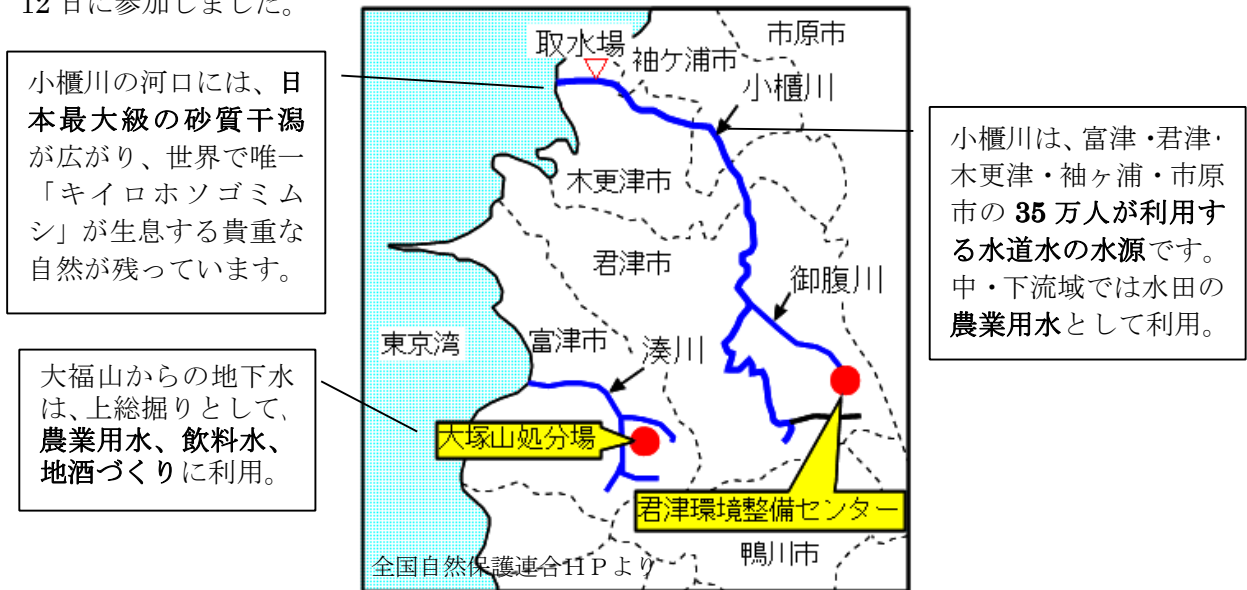 12 日に参加しました。
小櫃川の河口には、日
本最大級の砂質干潟
が広がり、世界で唯一
「キイロホソゴミム
シ」が生息する貴重な
自然が残っています。
大福山からの地下水
は、上総掘りとして、
農業用水、飲料水、
地酒づくりに利用。
取水場
市原市
袖ケ浦市
小櫃川
木更津市
君津市
御腹川
東京湾
富津市
湊川
大塚山処分場
君津環境整備センター
鴨川市
全国自然保護連合HPより
小櫃川は、富津・君津・
木更津・袖ヶ浦・市原
市の 35 万人が利用す
る水道水の水源です。
中・下流域では水田の
農業用水として利用。